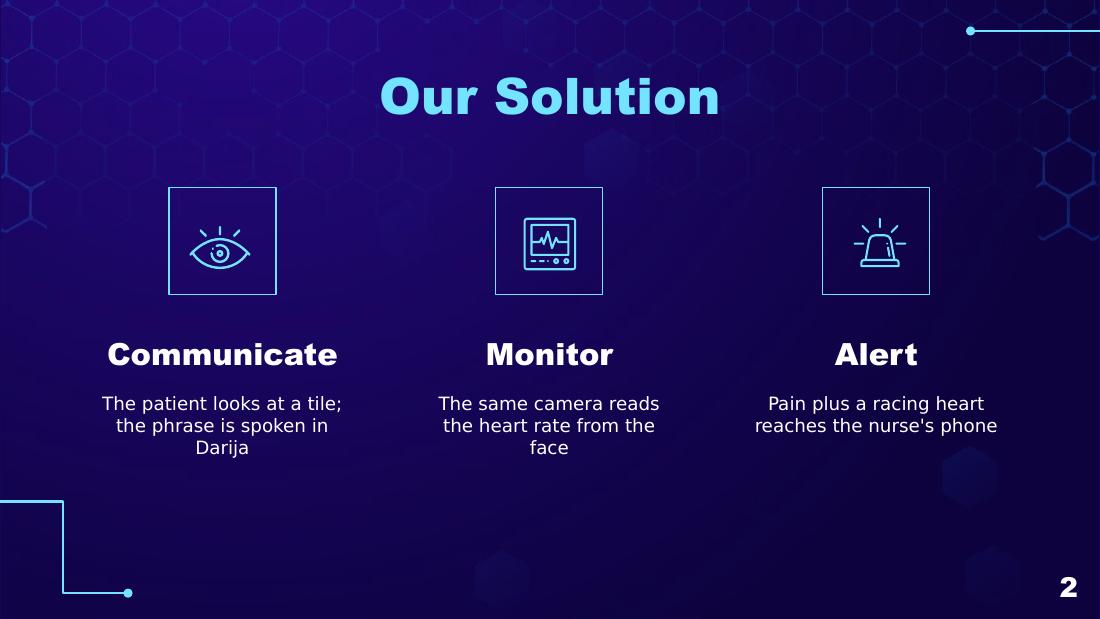 Our Solution
Communicate
The patient looks at a tile;
the phrase is spoken in
Darija
Monitor
The same camera reads
the heart rate from the
face
Alert
Pain plus a racing heart
reaches the nurse's phone
2